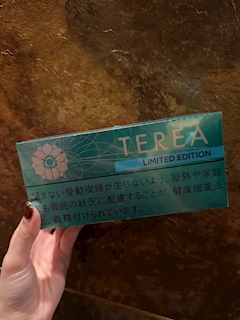 TEREA
LIMITED EDITION
ない受動喫煙が生じないよう、屋外や家庭
も周囲の状況に配慮することが、健康増進法
義務付けられています。